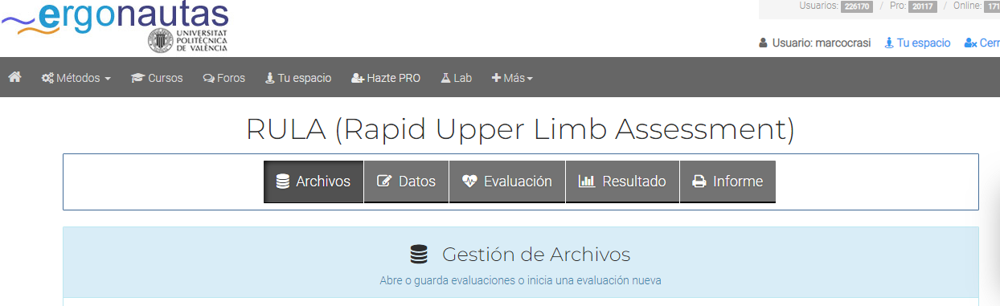 ergonautas
UNIVERSITAT
POLITÈCNICA
DE VALÈNCIA
Usuarios: 226170 / Pro: 20117 / Online: 171
Usuario: marcocrasi Tu espacio Cerr
Métodos Cursos Foros Tu espacio Hazte PRO Lab Más
RULA (Rapid Upper Limb Assessment)
Archivos Datos Evaluación Resultado Informe
Gestión de Archivos
Abre o guarda evaluaciones o inicia una evaluación nueva